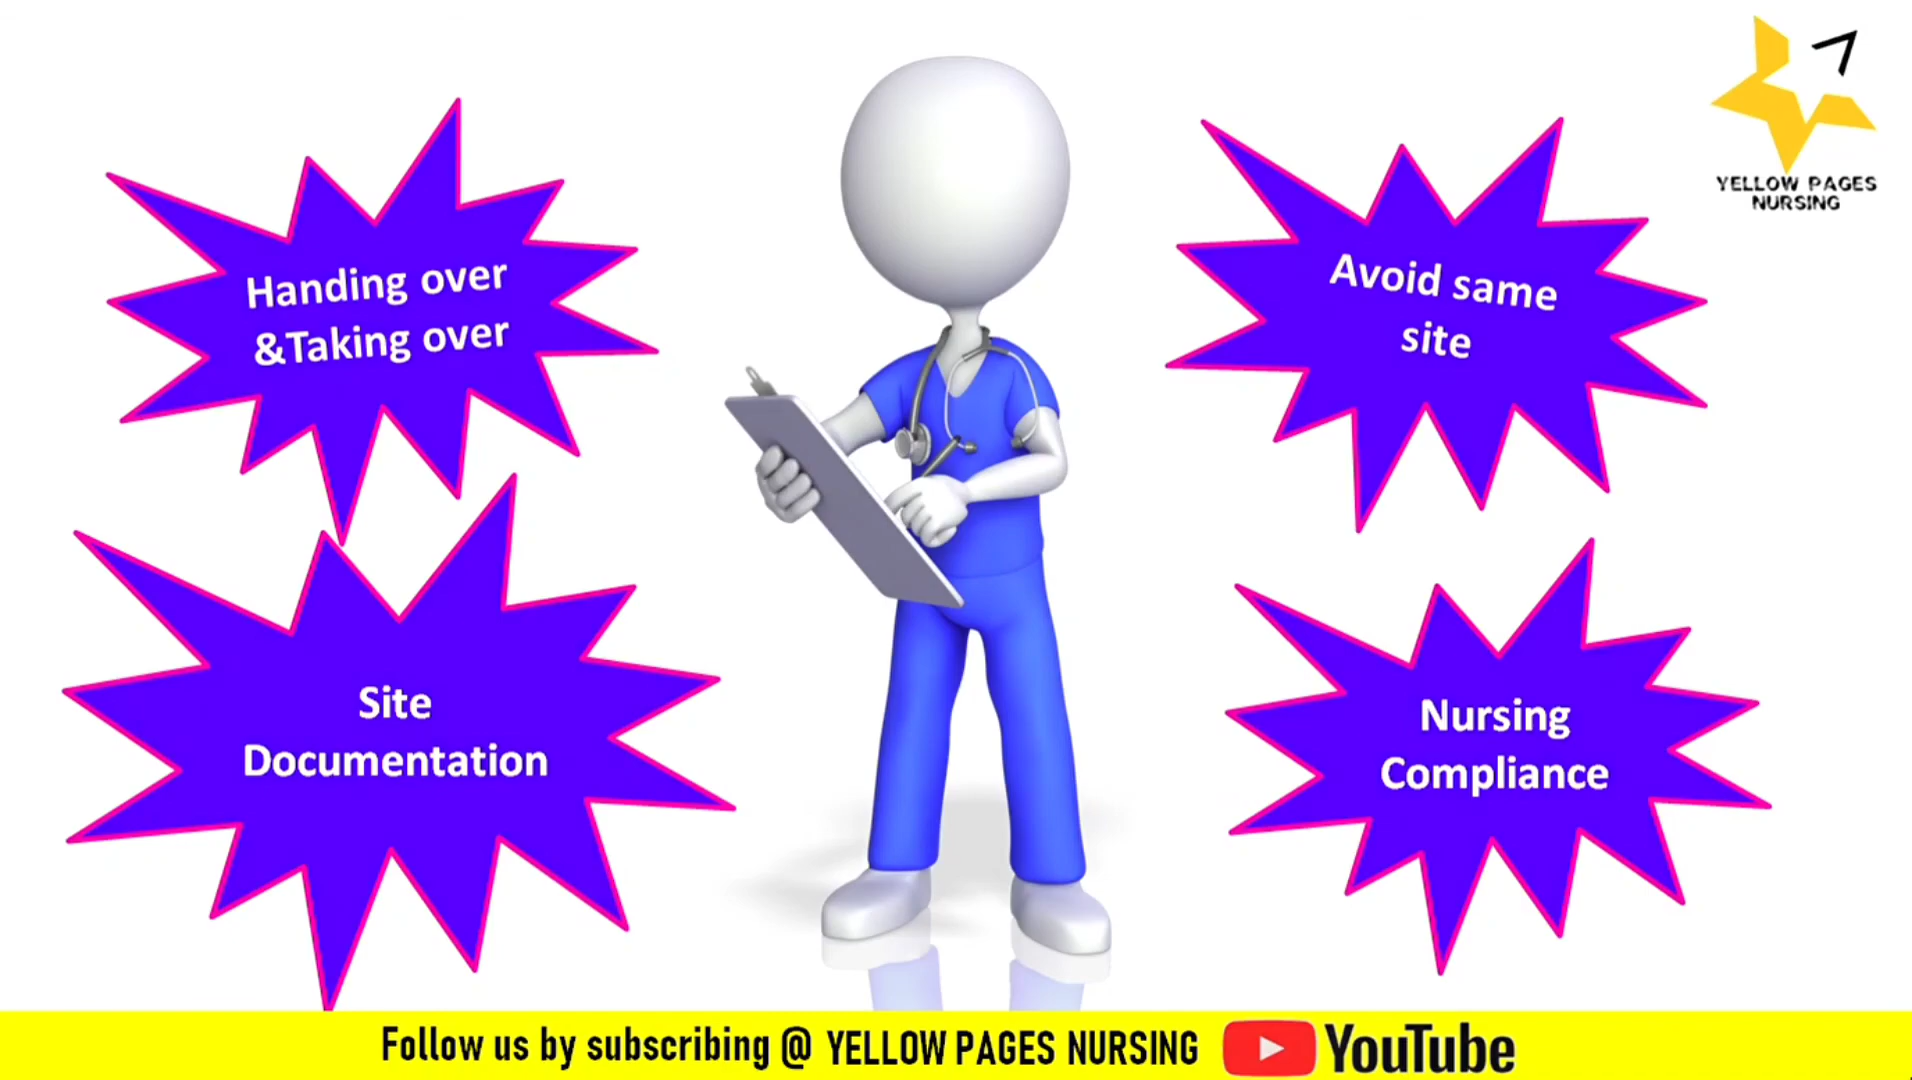 YELLOW PAGES
NURSING
Handing over
&Taking over
Avoid same
site
Site
Documentation
Nursing
Compliance
Follow us by subscribing @ YELLOW PAGES NURSING YouTube